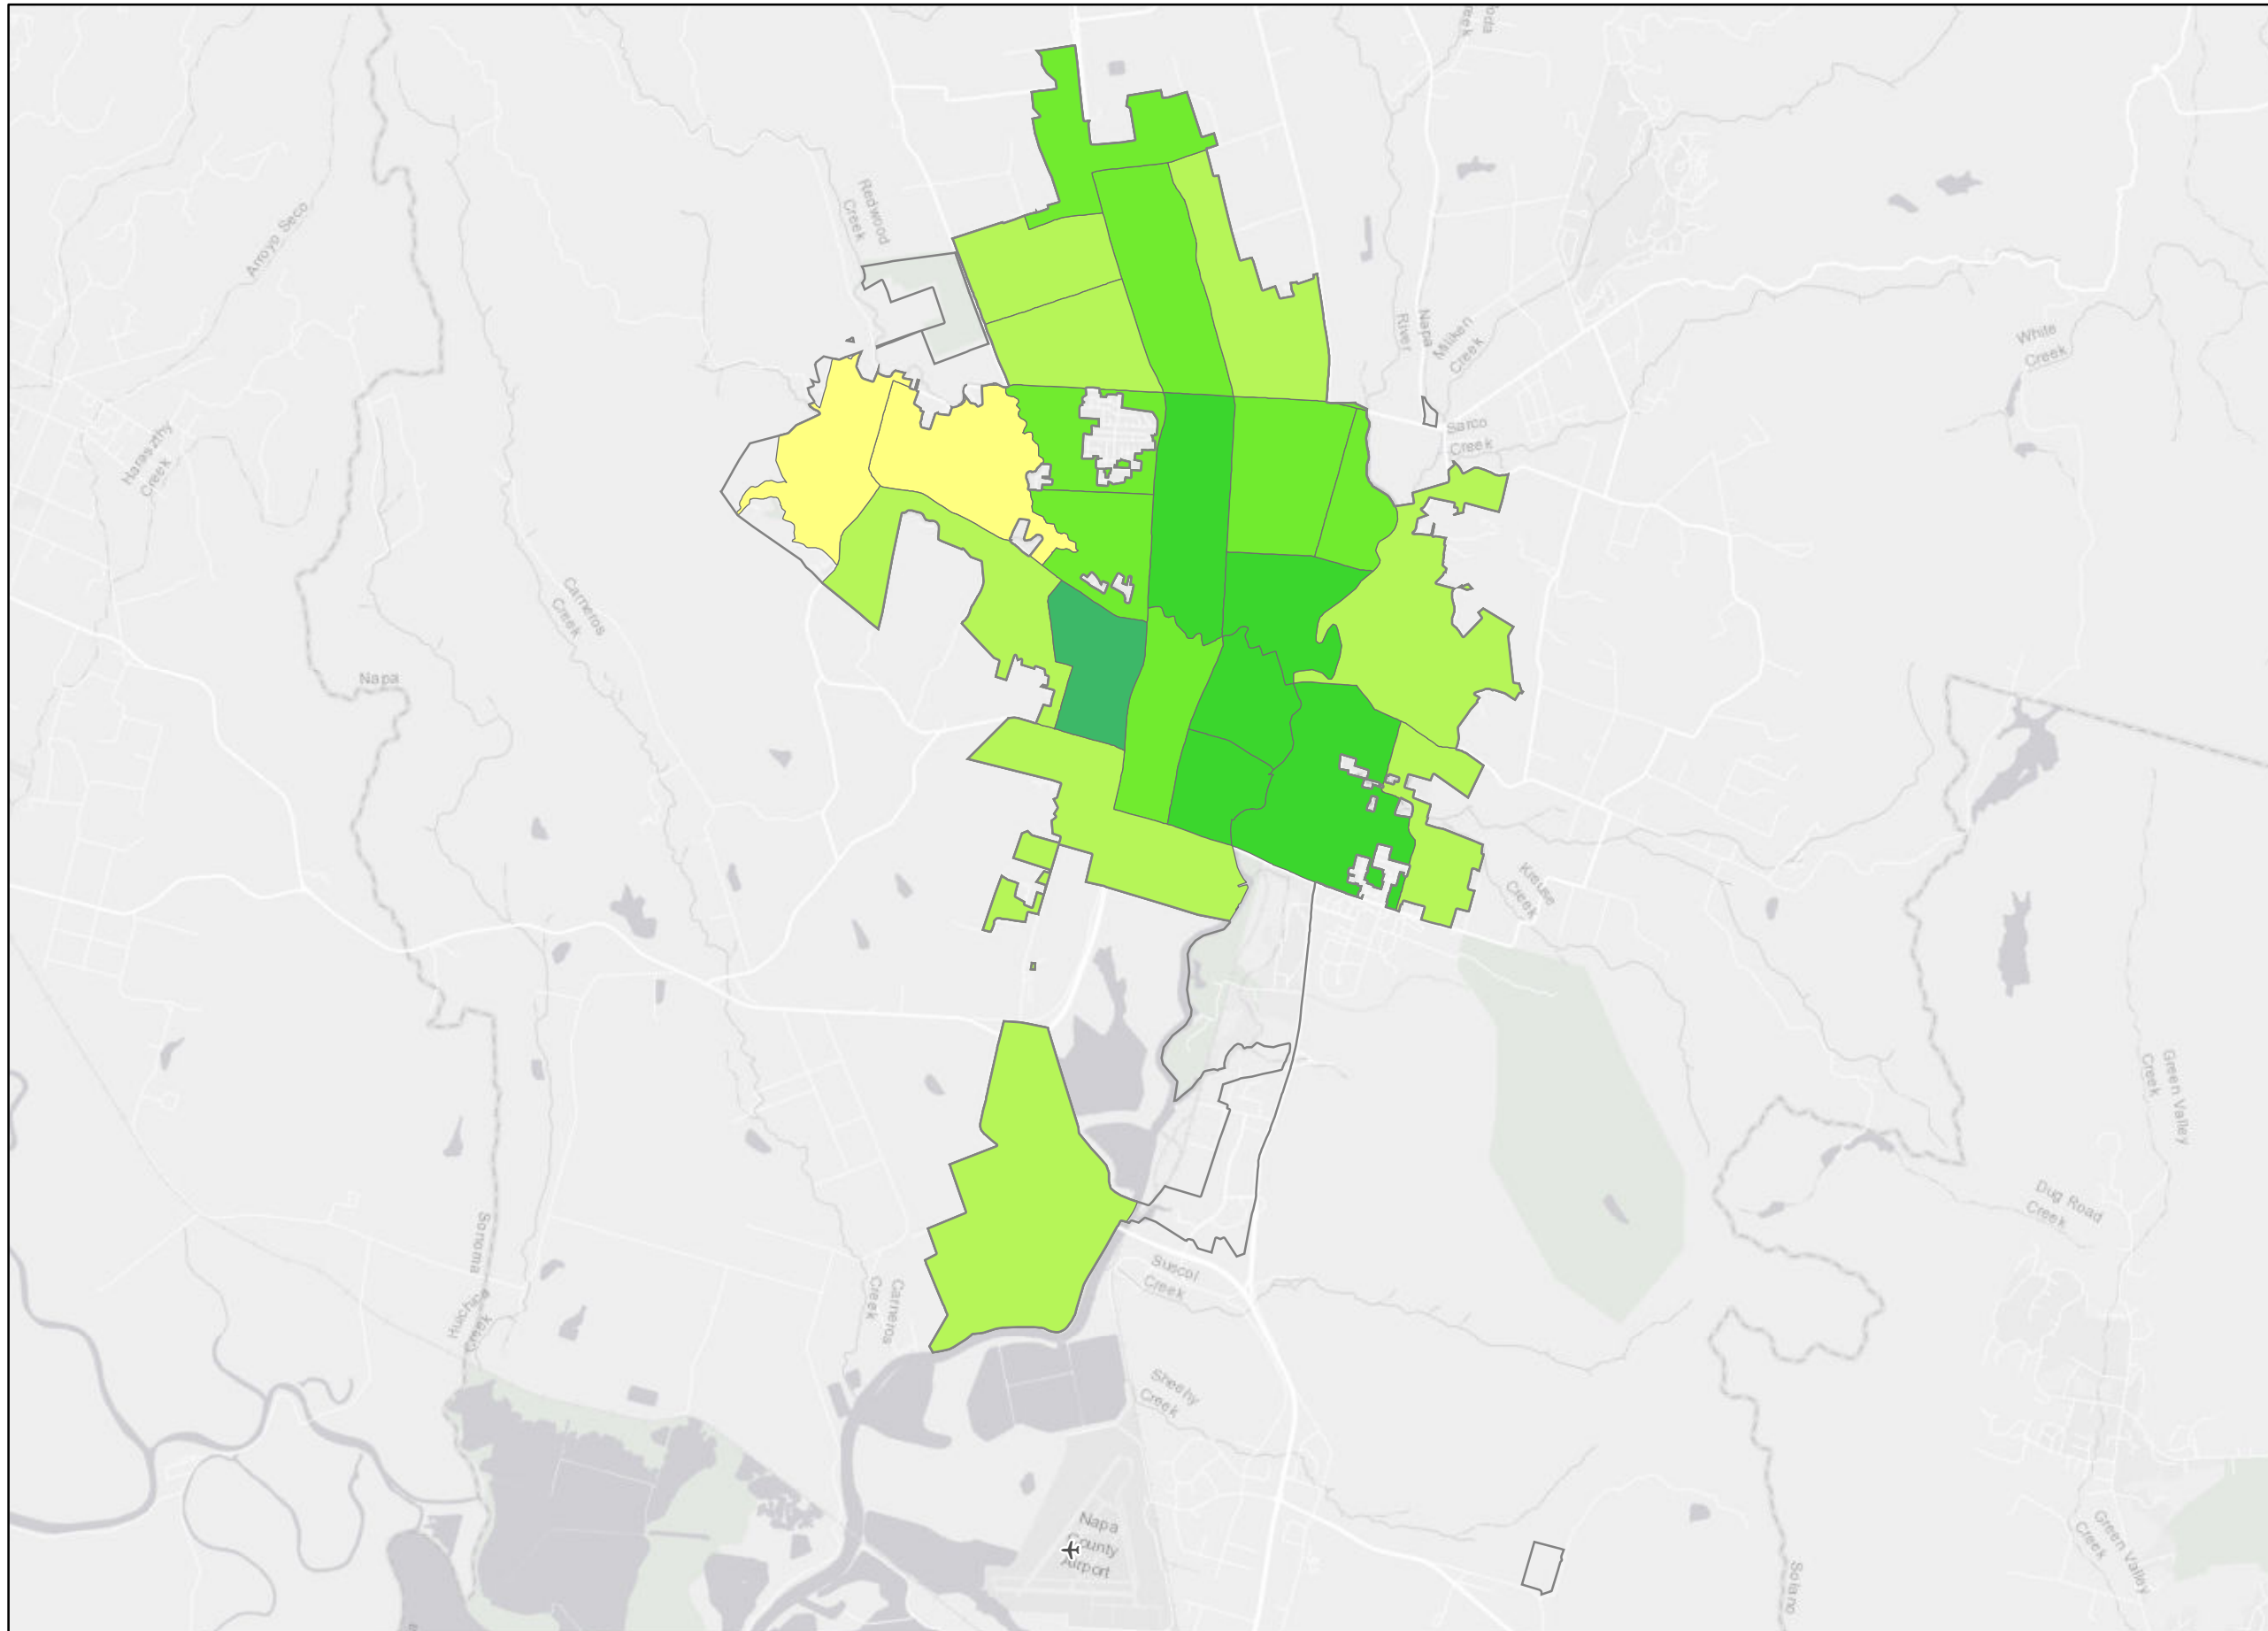 Redwood
Creek
Arroyo Seco
Napa
River
Milliken
Creek
White
Creek
Sarco
Creek
Haraszthy
Creek
Carneros
Creek
Napa
Kreuse
Creek
Green Valley
Creek
Dug Road
Creek
Sonoma
Huichica
Creek
Carneros
Creek
Suscol
Creek
Sheehy
Creek
Napa
County
Airport
Green Valley
Creek
Solano